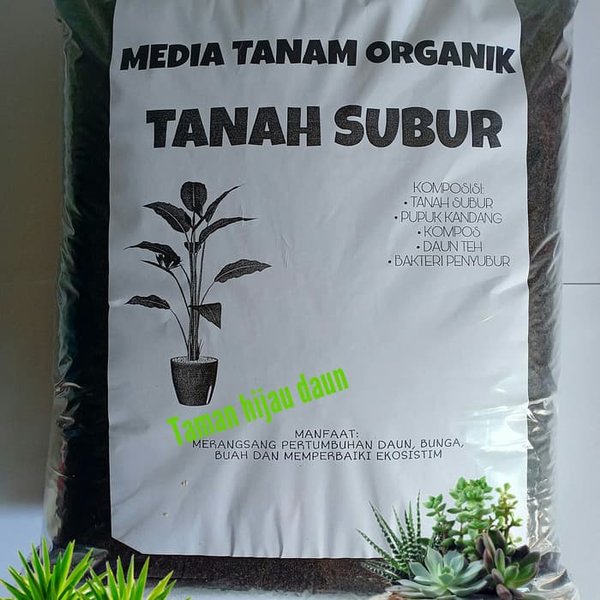 MEDIA TANAM ORGANIK
TANAH SUBUR
KOMPOSISI:
• TANAH SUBUR
• PUPUK KANDANG
• KOMPOS
• DAUN TEH
• BAKTERI PENYUBUR
Taman hijau daun
MANFAAT:
MERANGSANG PERTUMBUHAN DAUN, BUNGA,
BUAH DAN MEMPERBAIKI EKOSISTIM